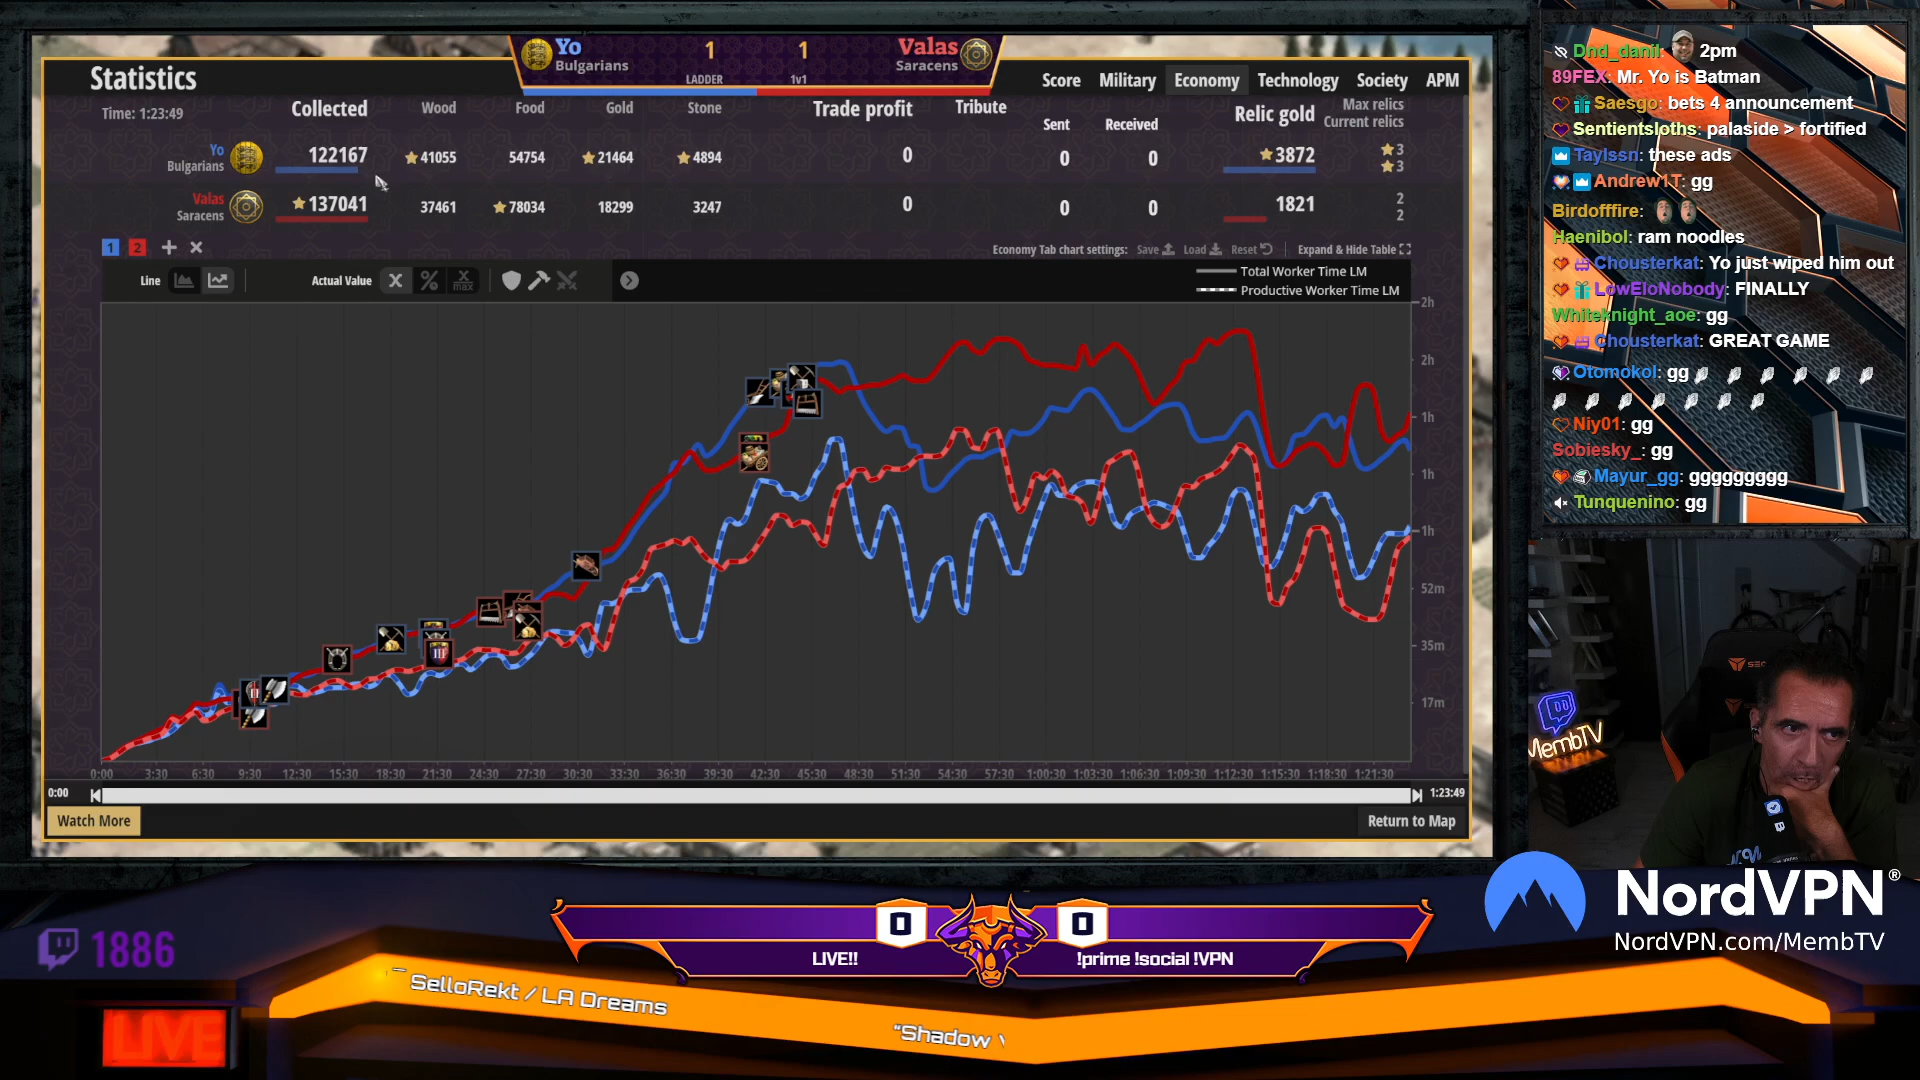 Statistics
Yo
Bulgarians
1
1
Valas
Saracens
LADDER
1v1
Score Military Economy Technology Society APM
Time: 1:23:49
Collected Wood Food Gold Stone Trade profit Tribute Sent Received Relic gold Max relics
Current relics
Yo
Bulgarians
122167 41055 54754 21464 4894 0 0 0 3872 3
3
Valas
Saracens
137041 37461 78034 18299 3247 0 0 0 1821 2
2
1 2
Economy Tab chart settings: Save Load Reset Expand & Hide Table
Line Actual Value X % X
max
Total Worker Time LM
Productive Worker Time LM
2h
2h
1h
1h
1h
52m
35m
17m
0:00 3:30 6:30 9:30 12:30 15:30 18:30 21:30 24:30 27:30 30:30 33:30 36:30 39:30 42:30 45:30 48:30 51:30 54:30 57:30 1:00:30 1:03:30 1:06:30 1:09:30 1:12:30 1:15:30 1:18:30 1:21:30
0:00
1:23:49
Watch More
Return to Map
Dnd_danil: 2pm
89FEX: Mr. Yo is Batman
Saesgo: bets 4 announcement
Sentientsloths: palaside > fortified
Taylssn: these ads
Andrew1T: gg
Birdofffire:
Haenibol: ram noodles
Chousterkat: Yo just wiped him out
LowEloNobody: FINALLY
Whiteknight_aoe: gg
Chousterkat: GREAT GAME
Otomokol: gg
Niy01: gg
Sobiesky_: gg
Mayur_gg: ggggggggg
Tunquenino: gg
MembTV
NordVPN®
NordVPN.com/MembTV
0
0
LIVE!!
!prime !social !VPN
1886
SelloRekt / LA Dreams
"Shadow
LIVE